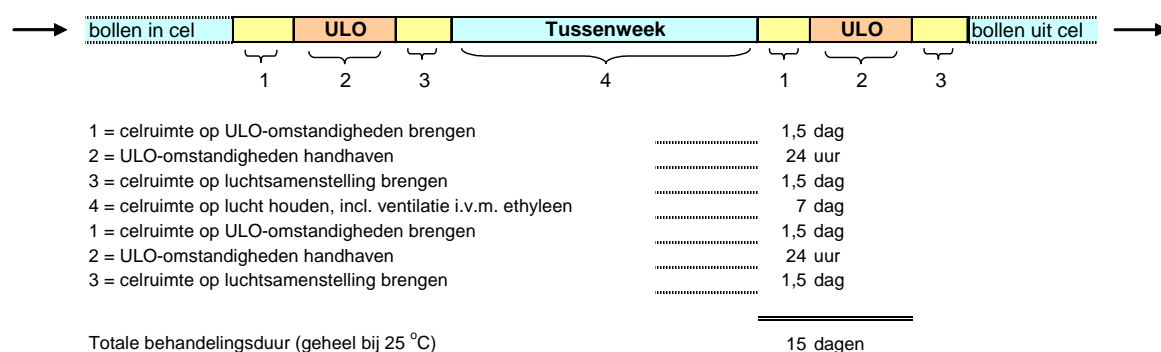 bollen in cel ULO Tussenweek ULO bollen uit cel
1 2 3 4 1 2 3
1 = celruimte op ULO-omstandigheden brengen 1,5 dag
2 = ULO-omstandigheden handhaven 24 uur
3 = celruimte op luchtsamenstelling brengen 1,5 dag
4 = celruimte op lucht houden, incl. ventilatie i.v.m. ethyleen 7 dag
1 = celruimte op ULO-omstandigheden brengen 1,5 dag
2 = ULO-omstandigheden handhaven 24 uur
3 = celruimte op luchtsamenstelling brengen 1,5 dag
Totale behandelingsduur (geheel bij 25 °C) 15 dagen